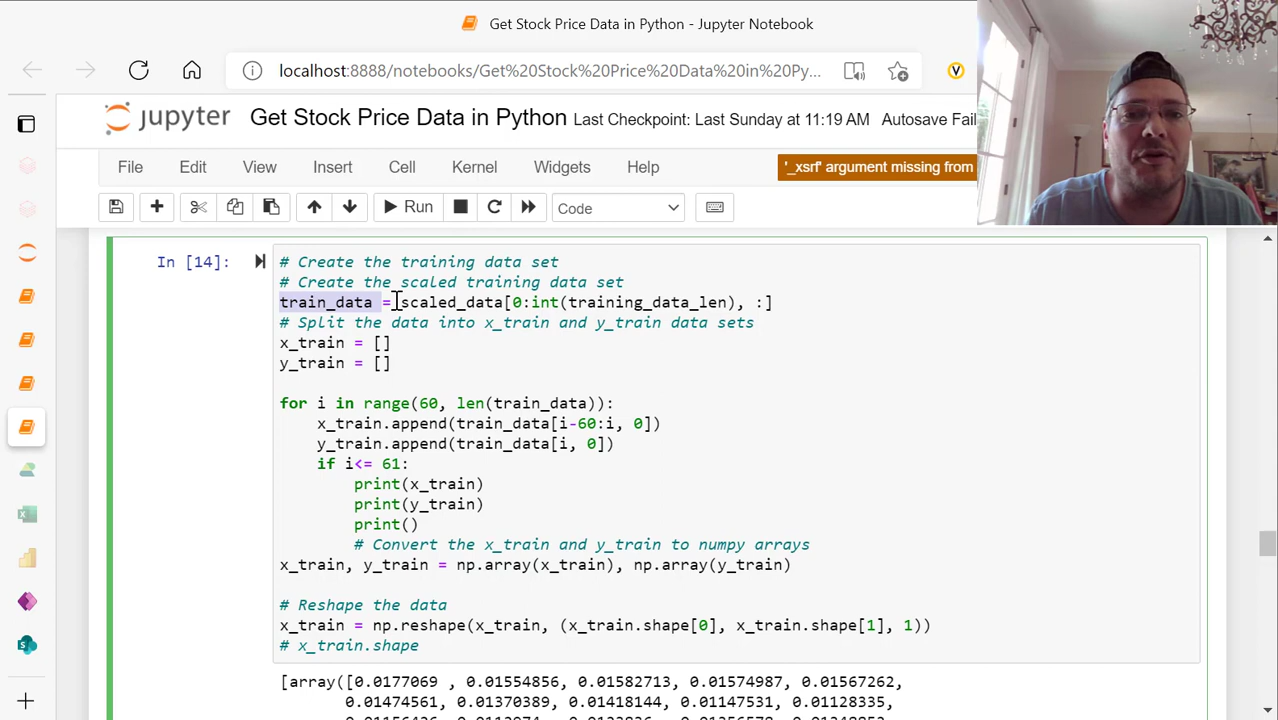 Get Stock Price Data in Python - Jupyter Notebook
localhost:8888/notebooks/Get%20Stock%20Price%20Data%20in%20Py...
V
jupyter Get Stock Price Data in Python Last Checkpoint: Last Sunday at 11:19 AM Autosave Fail
File Edit View Insert Cell Kernel Widgets Help '_xsrf' argument missing from
Run Code
In [14]:
# Create the training data set
# Create the scaled training data set
train_data = scaled_data[0:int(training_data_len), :]
# Split the data into x_train and y_train data sets
x_train = []
y_train = []
for i in range(60, len(train_data)):
x_train.append(train_data[i-60:i, 0])
y_train.append(train_data[i, 0])
if i<= 61:
print(x_train)
print(y_train)
print()
# Convert the x_train and y_train to numpy arrays
x_train, y_train = np.array(x_train), np.array(y_train)
# Reshape the data
x_train = np.reshape(x_train, (x_train.shape[0], x_train.shape[1], 1))
# x_train.shape
[array([0.0177069 , 0.01554856, 0.01582713, 0.01574987, 0.01567262,
0.01474561, 0.01370389, 0.01418144, 0.01147531, 0.01128335,